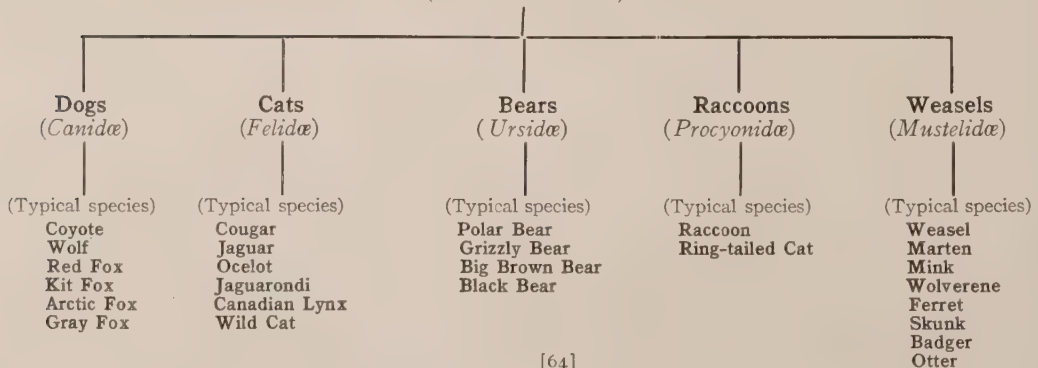 Dogs
(Canidæ)
(Typical species)
Coyote
Wolf
Red Fox
Kit Fox
Arctic Fox
Gray Fox
Cats
(Felidæ)
(Typical species)
Cougar
Jaguar
Ocelot
Jaguarondi
Canadian Lynx
Wild Cat
Bears
(Ursidæ)
(Typical species)
Polar Bear
Grizzly Bear
Big Brown Bear
Black Bear
Raccoons
(Procyonidæ)
(Typical species)
Raccoon
Ring-tailed Cat
Weasels
(Mustelidæ)
(Typical species)
Weasel
Marten
Mink
Wolverene
Ferret
Skunk
Badger
Otter
[64]